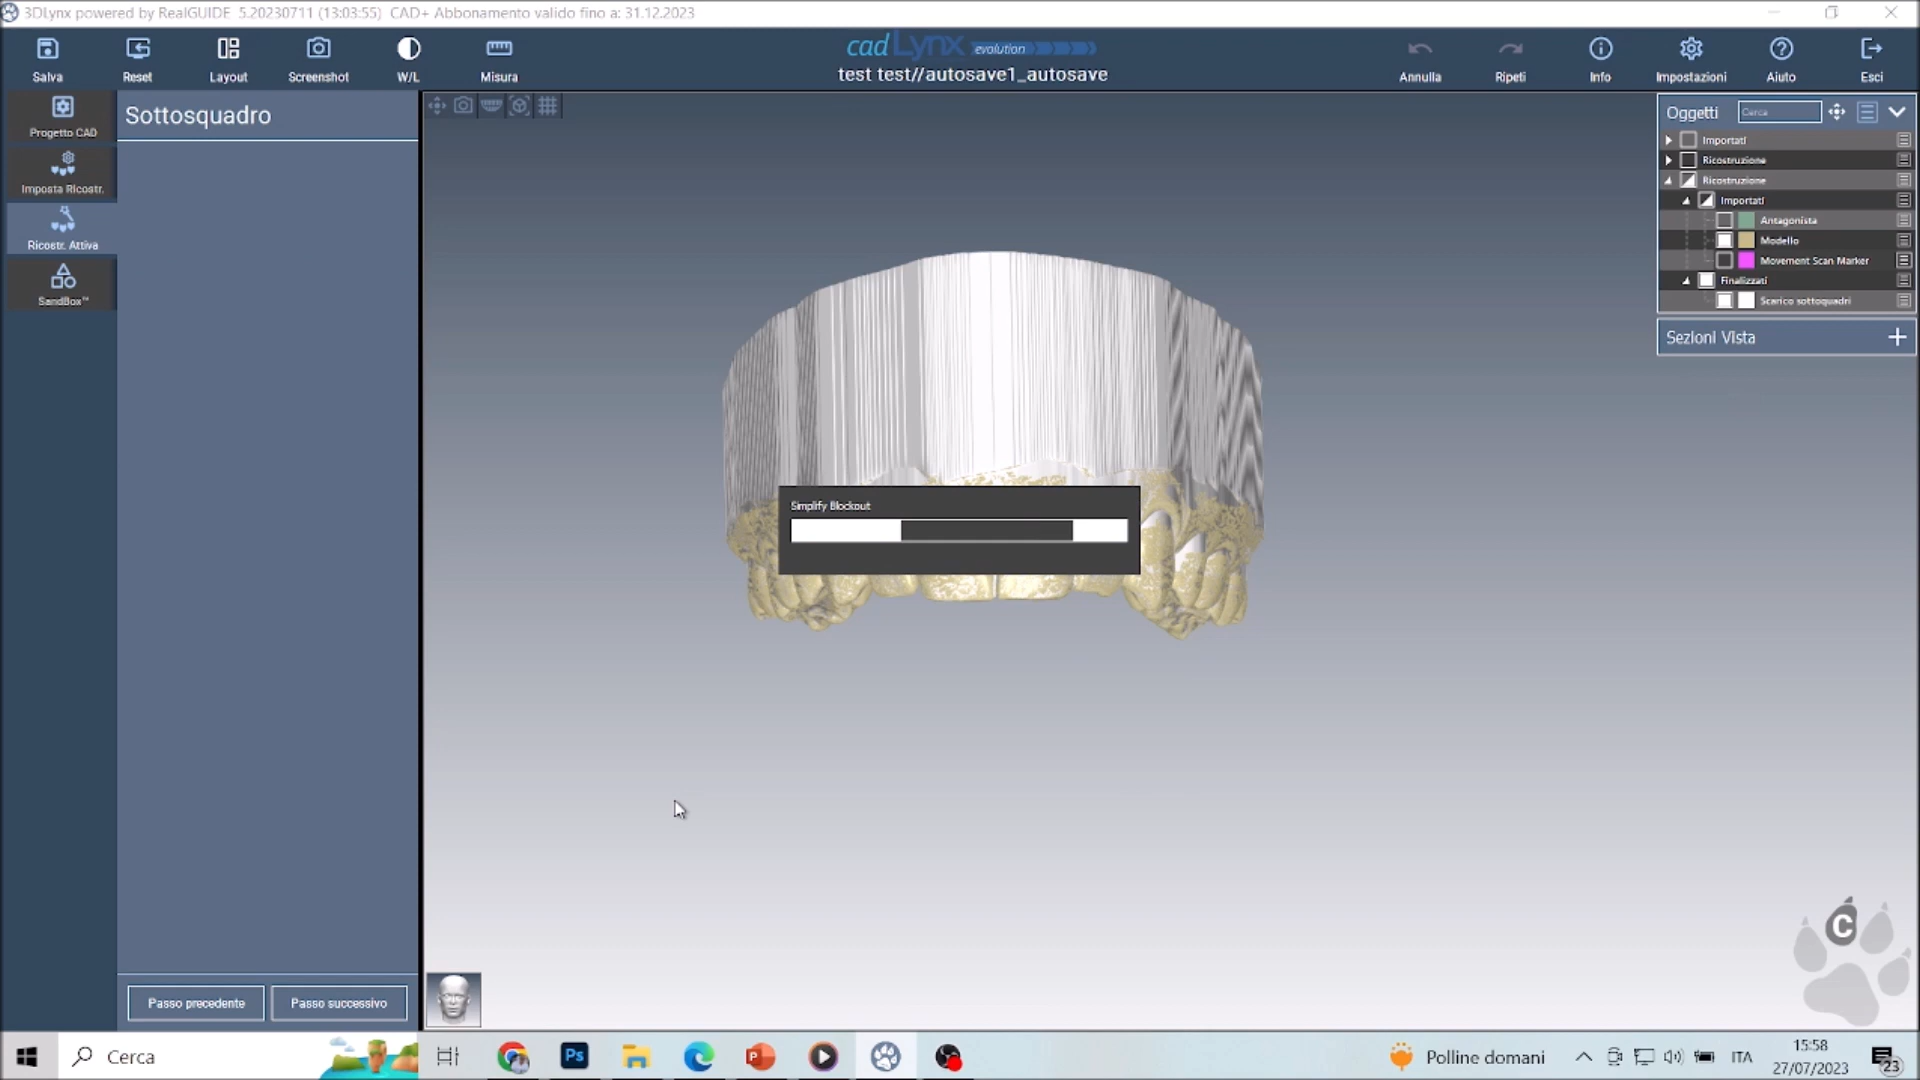 3DLynx powered by RealGUIDE 5.20230711 (13:03:55) CAD+ Abbonamento valido fino a: 31.12.2023
Salva
Reset
Layout
Screenshot
W/L
Misura
cadLynx evolution
test test//autosave1_autosave
Annulla
Ripeti
Info
Impostazioni
Aiuto
Esci
Progetto CAD
Imposta Ricostr.
Ricostr. Attiva
SandBox™
Sottosquadro
Oggetti
Cerca
Importati
Ricostruzione
Ricostruzione
Importati
Antagonista
Modello
Movement Scan Marker
Finalizzati
Scarico sottoquadri
Sezioni Vista
Simplify Blockout
C
Passo precedente
Passo successivo
Cerca
Ps
P
Polline domani
ITA
15:58
27/07/2023
23